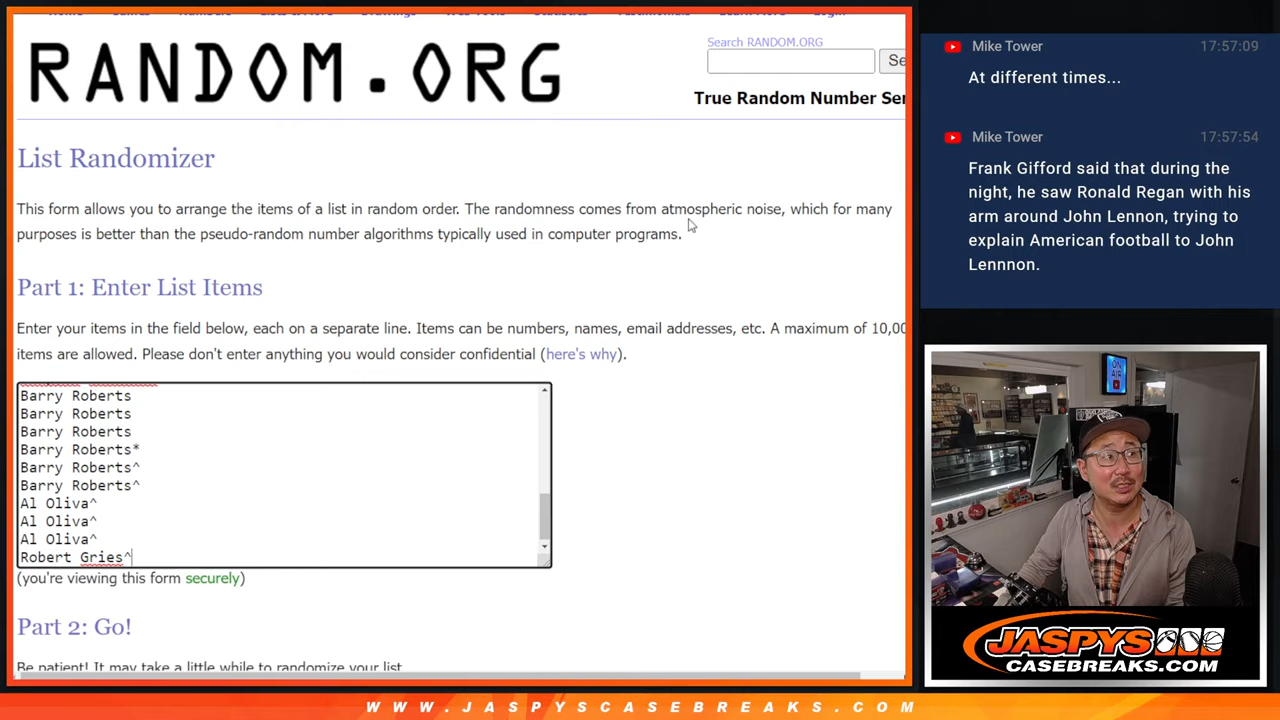 RANDOM.ORG
Search RANDOM.ORG
True Random Number Ser
List Randomizer
This form allows you to arrange the items of a list in random order. The randomness comes from atmospheric noise, which for many
purposes is better than the pseudo-random number algorithms typically used in computer programs.
Part 1: Enter List Items
Enter your items in the field below, each on a separate line. Items can be numbers, names, email addresses, etc. A maximum of 10,00
items are allowed. Please don't enter anything you would consider confidential (here's why).
Barry Roberts
Barry Roberts
Barry Roberts
Barry Roberts*
Barry Roberts^
Barry Roberts^
Al Oliva^
Al Oliva^
Al Oliva^
Robert Gries^
(you're viewing this form securely)
Part 2: Go!
Be patient! It may take a little while to randomize your list
Mike Tower 17:57:09
At different times...
Mike Tower 17:57:54
Frank Gifford said that during the
night, he saw Ronald Regan with his
arm around John Lennon, trying to
explain American football to John
Lennnon.
ON
AIR
JASPYS
CASEBREAKS.COM
WWW.JASPYSCASEBREAKS.COM